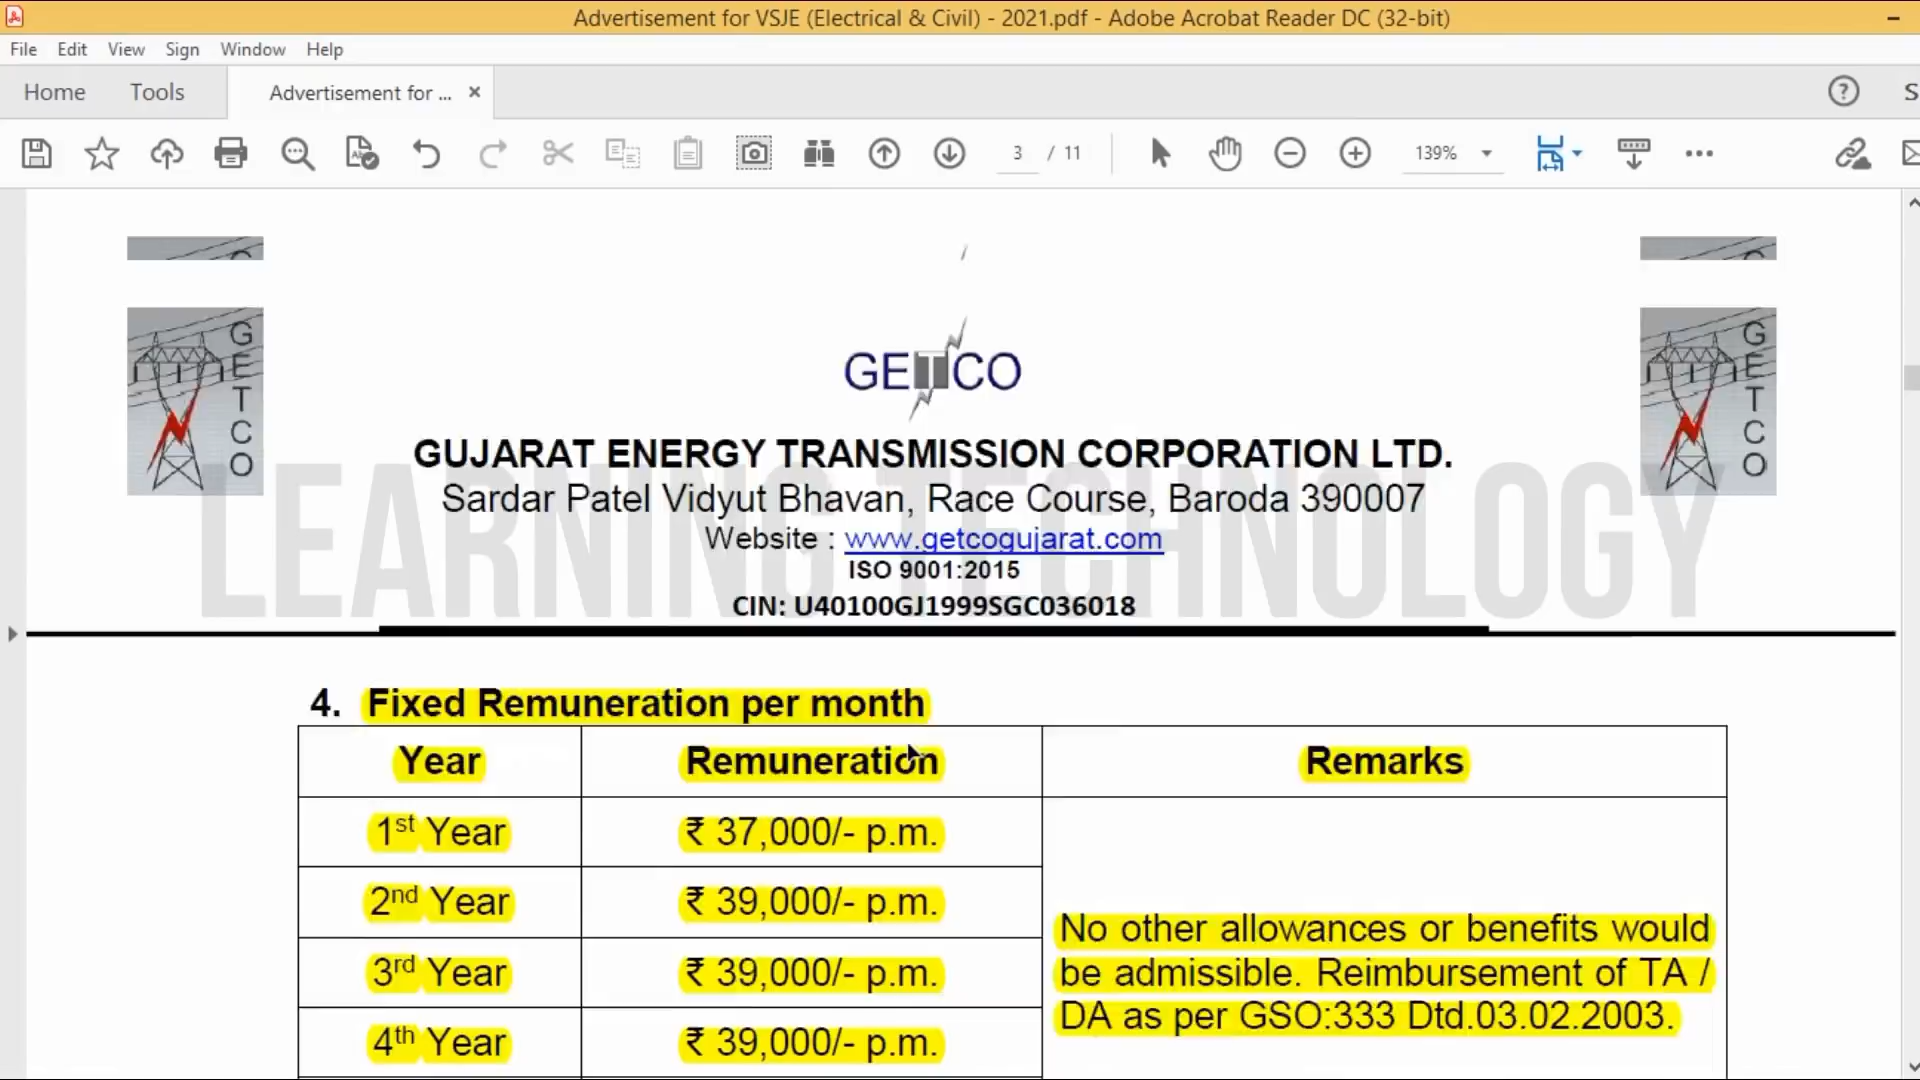 Advertisement for VSJE (Electrical & Civil) - 2021.pdf - Adobe Acrobat Reader DC (32-bit)
File Edit View Sign Window Help
Home Tools Advertisement for ... × ? S
3 / 11 139%
GETCO
GETCO
GETCO
GUJARAT ENERGY TRANSMISSION CORPORATION LTD.
Sardar Patel Vidyut Bhavan, Race Course, Baroda 390007
Website : www.getcogujarat.com
ISO 9001:2015
CIN: U40100GJ1999SGC036018
LEARNING TECHNOLOGY
4. Fixed Remuneration per month
Year Remuneration Remarks
1st Year ₹ 37,000/- p.m.
2nd Year ₹ 39,000/- p.m.
3rd Year ₹ 39,000/- p.m.
4th Year ₹ 39,000/- p.m.
No other allowances or benefits would
be admissible. Reimbursement of TA /
DA as per GSO:333 Dtd.03.02.2003.